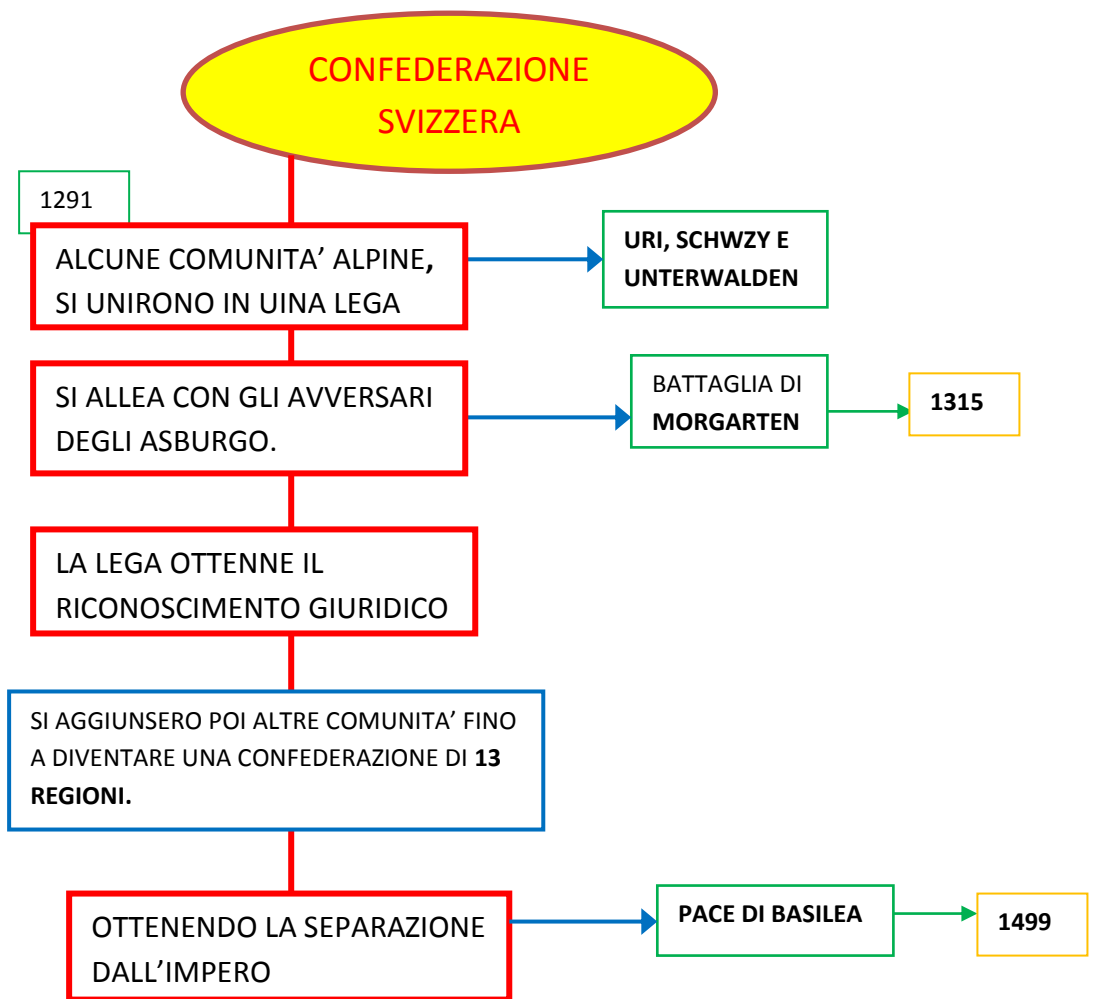 CONFEDERAZIONE
SVIZZERA
1291
ALCUNE COMUNITA’ ALPINE,
SI UNIRONO IN UINA LEGA
URI, SCHWZY E
UNTERWALDEN
SI ALLEA CON GLI AVVERSARI
DEGLI ASBURGO.
BATTAGLIA DI
MORGARTEN
1315
LA LEGA OTTENNE IL
RICONOSCIMENTO GIURIDICO
SI AGGIUNSERO POI ALTRE COMUNITA’ FINO
A DIVENTARE UNA CONFEDERAZIONE DI 13
REGIONI.
OTTENENDO LA SEPARAZIONE
DALL’IMPERO
PACE DI BASILEA
1499